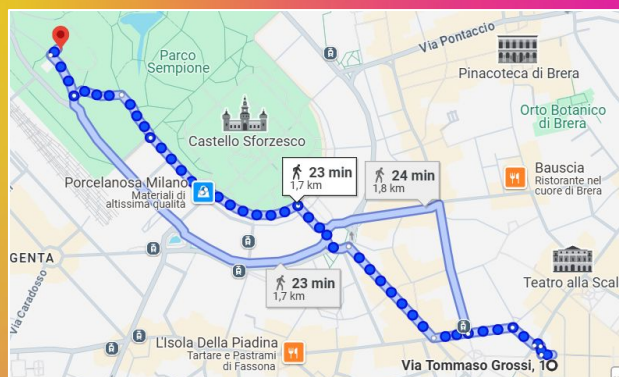 Via Pontaccio
Parco
Sempione
Pinacoteca di Brera
Orto Botanico
di Brera
Castello Sforzesco
23 min
1,7 km
24 min
1,8 km
Bauscia
Ristorante nel
cuore di Brera
Porcelanosa Milano
Materiali di
altissima qualità
GENTA
Via Caradosso
23 min
1,7 km
Teatro alla Scal
L'Isola Della Piadina
Tartare e Pastrami
di Fassona
Via Tommaso Grossi, 1